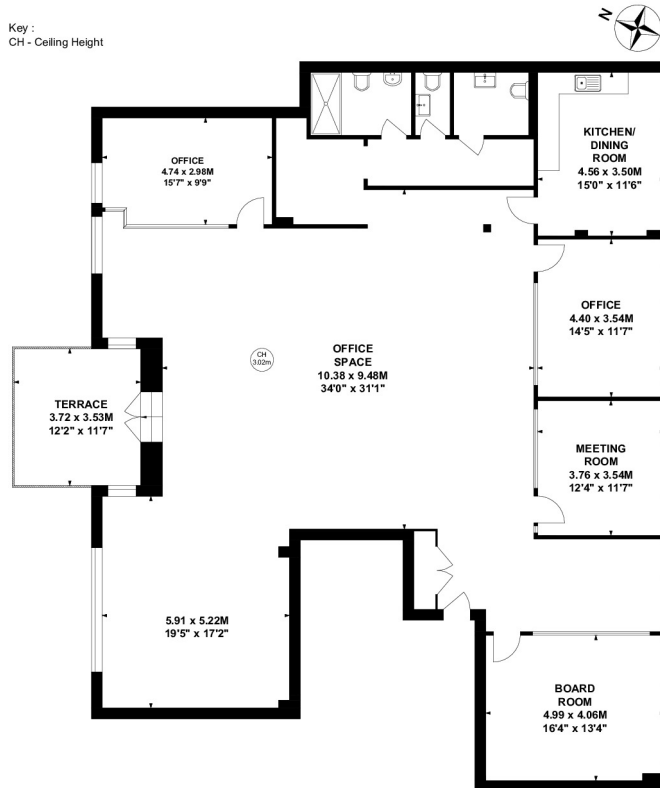 Key :
CH - Ceiling Height
N
OFFICE
4.74 x 2.98M
15'7" x 9'9"
KITCHEN/
DINING
ROOM
4.56 x 3.50M
15'0" x 11'6"
OFFICE
4.40 x 3.54M
14'5" x 11'7"
CH
3.02m
OFFICE
SPACE
10.38 x 9.48M
34'0" x 31'1"
TERRACE
3.72 x 3.53M
12'2" x 11'7"
MEETING
ROOM
3.76 x 3.54M
12'4" x 11'7"
5.91 x 5.22M
19'5" x 17'2"
BOARD
ROOM
4.99 x 4.06M
16'4" x 13'4"